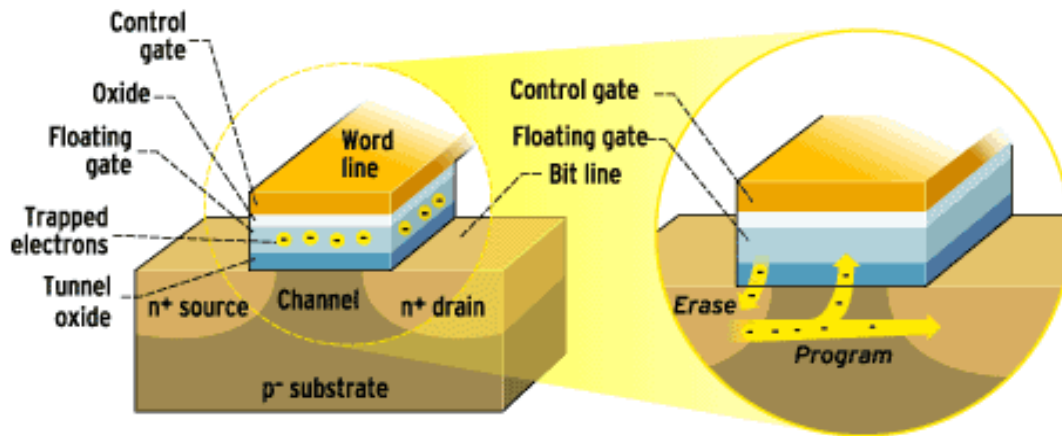 Control
gate
Oxide
Floating
gate
Trapped
electrons
Tunnel
oxide
Word
line
Bit line
n+ source
Channel
n+ drain
p- substrate
Control gate
Floating gate
Erase
Program